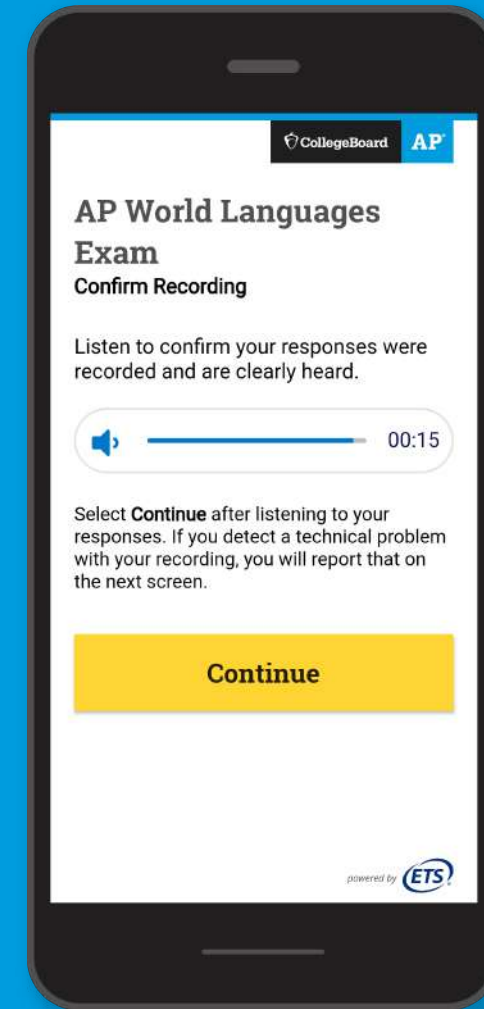 CollegeBoard AP
AP World Languages
Exam
Confirm Recording
Listen to confirm your responses were
recorded and are clearly heard.
00:15
Select Continue after listening to your
responses. If you detect a technical problem
with your recording, you will report that on
the next screen.
Continue
powered by ETS